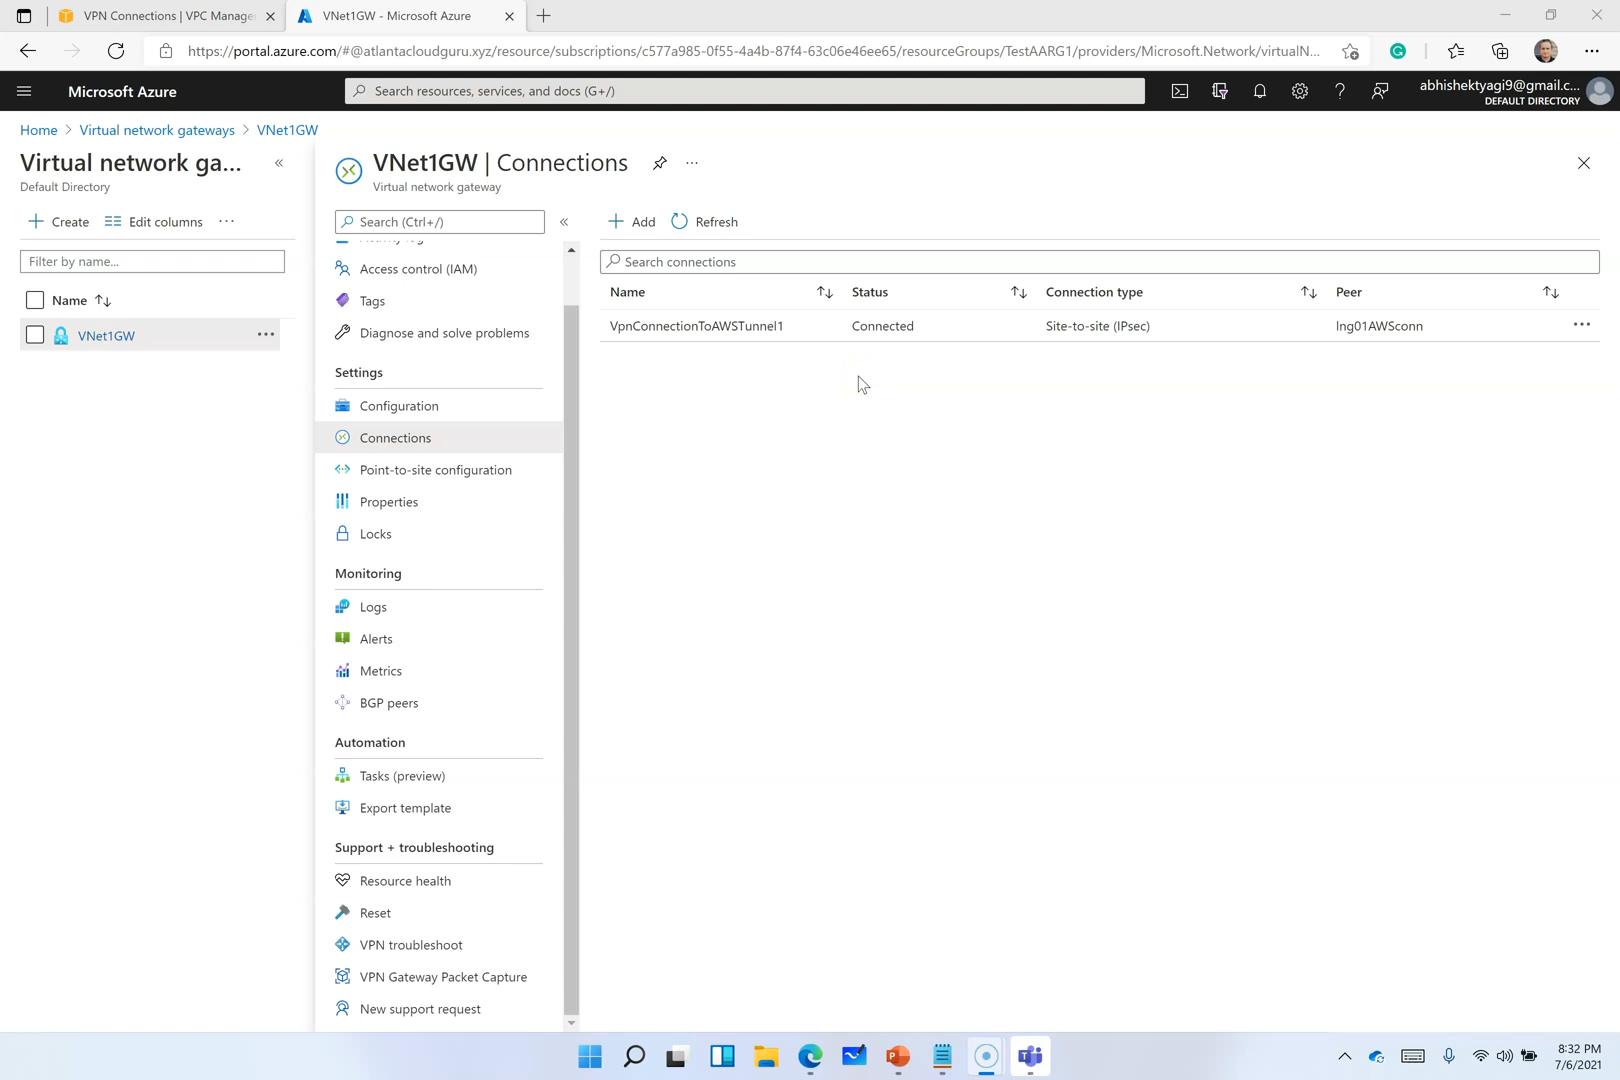 VPN Connections | VPC Manage
VNet1GW - Microsoft Azure
https://portal.azure.com/#@atlantacloudguru.xyz/resource/subscriptions/c577a985-0f55-4a4b-87f4-63c06e46ee65/resourceGroups/TestAARG1/providers/Microsoft.Network/virtualN...
Microsoft Azure
Search resources, services, and docs (G+/)
abhishektyagi9@gmail.c...
DEFAULT DIRECTORY
Home > Virtual network gateways > VNet1GW
Virtual network ga...
Default Directory
Create
Edit columns
Filter by name...
Name
VNet1GW
VNet1GW | Connections
Virtual network gateway
Search (Ctrl+/)
Activity log
Access control (IAM)
Tags
Diagnose and solve problems
Settings
Configuration
Connections
Point-to-site configuration
Properties
Locks
Monitoring
Logs
Alerts
Metrics
BGP peers
Automation
Tasks (preview)
Export template
Support + troubleshooting
Resource health
Reset
VPN troubleshoot
VPN Gateway Packet Capture
New support request
Add
Refresh
Search connections
Name Status Connection type Peer
VpnConnectionToAWSTunnel1 Connected Site-to-site (IPsec) lng01AWSconn
8:32 PM
7/6/2021